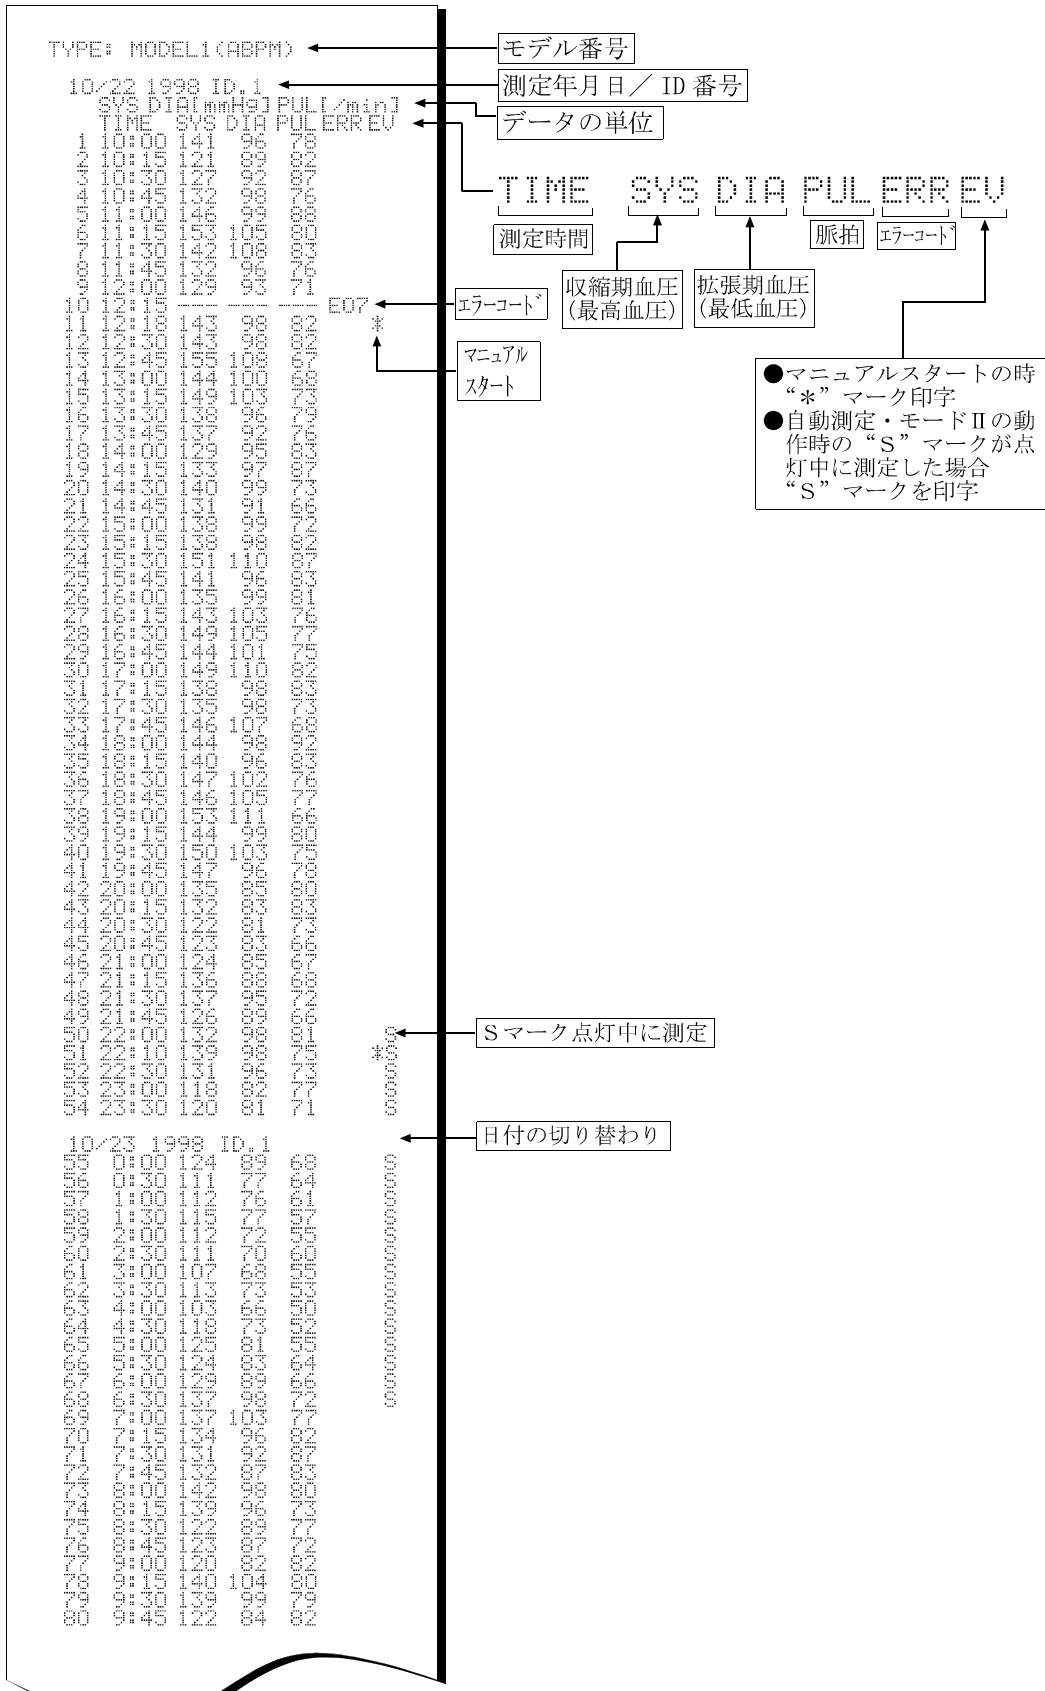 TYPE: MODEL1(ABPM)
10/22 1998 ID.1
SYS DIA[mmHg] PUL[/min]
TIME SYS DIA PUL ERR EV
1 10:00 141 96 78
2 10:15 121 89 82
3 10:30 127 92 87
4 10:45 132 98 76
5 11:00 146 99 88
6 11:15 153 105 80
7 11:30 142 108 83
8 11:45 132 96 76
9 12:00 129 93 71
10 12:15 --- --- --- E07
11 12:18 143 98 82 *
12 12:30 143 98 82
13 12:45 155 108 67
14 13:00 144 100 68
15 13:15 149 103 73
16 13:30 138 96 79
17 13:45 137 92 76
18 14:00 129 95 83
19 14:15 133 97 87
20 14:30 140 99 73
21 14:45 131 91 66
22 15:00 138 99 72
23 15:15 138 98 82
24 15:30 151 110 87
25 15:45 141 96 83
26 16:00 135 99 81
27 16:15 143 103 76
28 16:30 149 105 77
29 16:45 144 101 75
30 17:00 149 110 82
31 17:15 138 98 83
32 17:30 135 98 73
33 17:45 146 107 68
34 18:00 144 98 92
35 18:15 140 96 83
36 18:30 147 102 76
37 18:45 146 105 77
38 19:00 153 111 66
39 19:15 144 99 80
40 19:30 150 103 75
41 19:45 147 96 78
42 20:00 135 85 80
43 20:15 132 83 83
44 20:30 122 81 73
45 20:45 123 83 66
46 21:00 124 85 67
47 21:15 136 88 68
48 21:30 137 95 72
49 21:45 126 89 66
50 22:00 132 98 81 S
51 22:10 139 98 75 *S
52 22:30 131 96 73 S
53 23:00 118 82 77 S
54 23:30 120 81 71 S
10/23 1998 ID.1
55 0:00 124 89 68 S
56 0:30 111 77 64 S
57 1:00 112 76 61 S
58 1:30 115 77 57 S
59 2:00 112 72 55 S
60 2:30 111 70 60 S
61 3:00 107 68 55 S
62 3:30 113 73 53 S
63 4:00 103 66 50 S
64 4:30 118 73 52 S
65 5:00 125 81 55 S
66 5:30 124 83 64 S
67 6:00 129 89 66 S
68 6:30 137 98 72 S
69 7:00 137 103 77
70 7:15 134 96 82
71 7:30 131 92 87
72 7:45 132 87 83
73 8:00 142 98 90
74 8:15 139 96 73
75 8:30 122 89 77
76 8:45 123 87 72
77 9:00 120 82 82
78 9:15 140 104 80
79 9:30 139 99 79
80 9:45 122 84 82
モデル番号
測定年月日／ ID 番号
データの単位
TIME SYS DIA PUL ERR EV
測定時間
収縮期血圧
(最高血圧)
拡張期血圧
(最低血圧)
脈拍
エラーコード
エラーコード
マニュアル
スタート
●マニュアルスタートの時
“＊”マーク印字
●自動測定・モードⅡの動
作時の“Ｓ”マークが点
灯中に測定した場合
“Ｓ”マークを印字
Ｓマーク点灯中に測定
日付の切り替わり